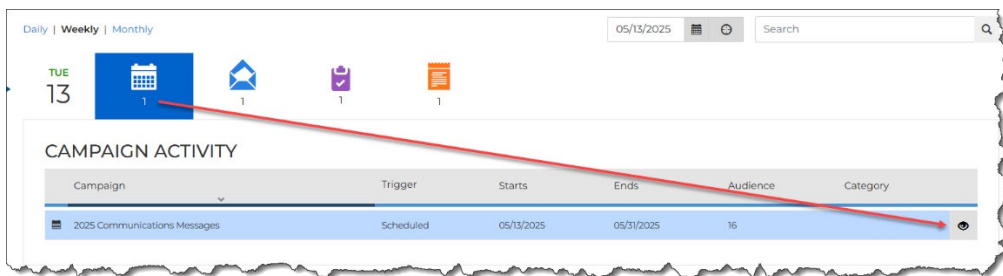 Daily | Weekly | Monthly
05/13/2025
Search
TUE
13
1
1
1
1
CAMPAIGN ACTIVITY
Campaign Trigger Starts Ends Audience Category
2025 Communications Messages Scheduled 05/13/2025 05/31/2025 16